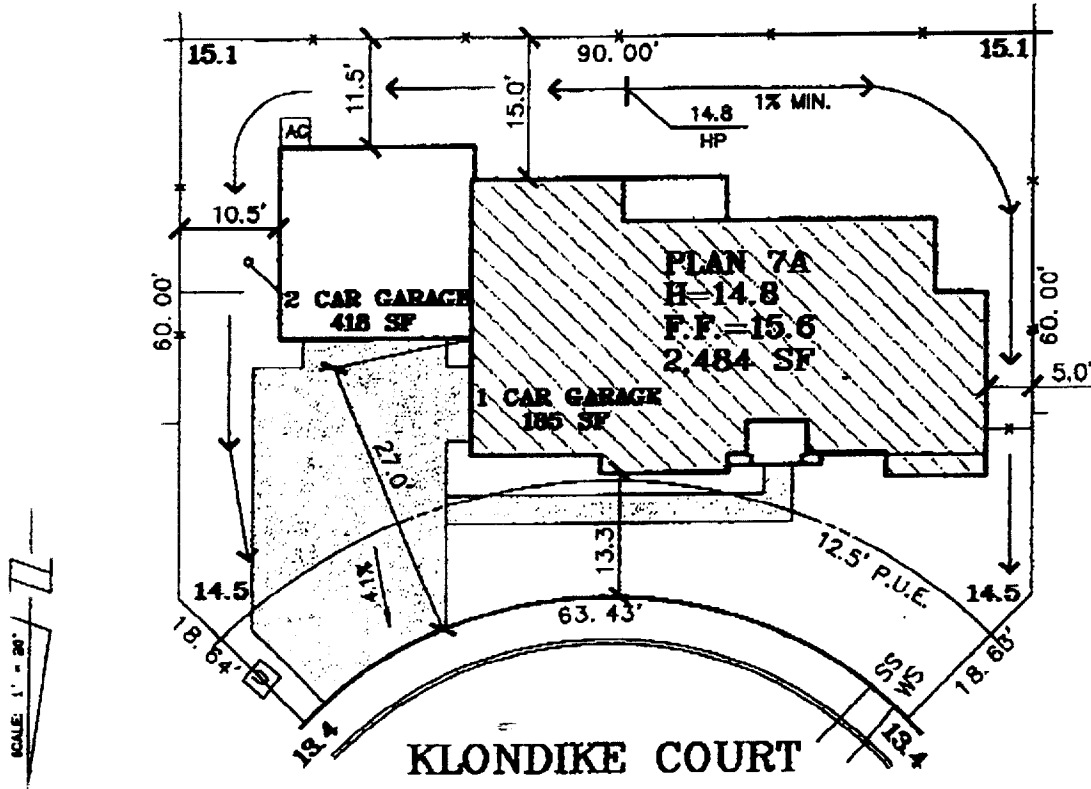 15.1
90.00'
15.1
11.5'
15.0'
1% MIN.
14.8
HP
AC
10.5'
60.00'
2 CAR GARAGE
418 SF
PLAN 7A
H=14.8
F.F.=15.6
2,484 SF
60.00'
5.0'
1 CAR GARAGE
185 SF
27.0'
13.3
12.5' P.U.E.
4.1%
14.5
63.43'
14.5
18.64'
18.68'
SS
WS
13.4
13.4
KLONDIKE COURT
SCALE: 1' = 20'